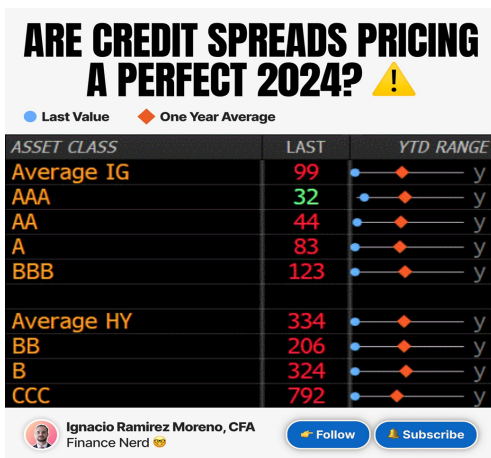 ARE CREDIT SPREADS PRICING
A PERFECT 2024? ⚠️
Last Value One Year Average
ASSET CLASS LAST YTD RANGE
Average IG 99 y
AAA 32 y
AA 44 y
A 83 y
BBB 123 y
Average HY 334 y
BB 206 y
B 324 y
CCC 792 y
Ignacio Ramirez Moreno, CFA
Finance Nerd 🤓
👉 Follow 🔔 Subscribe